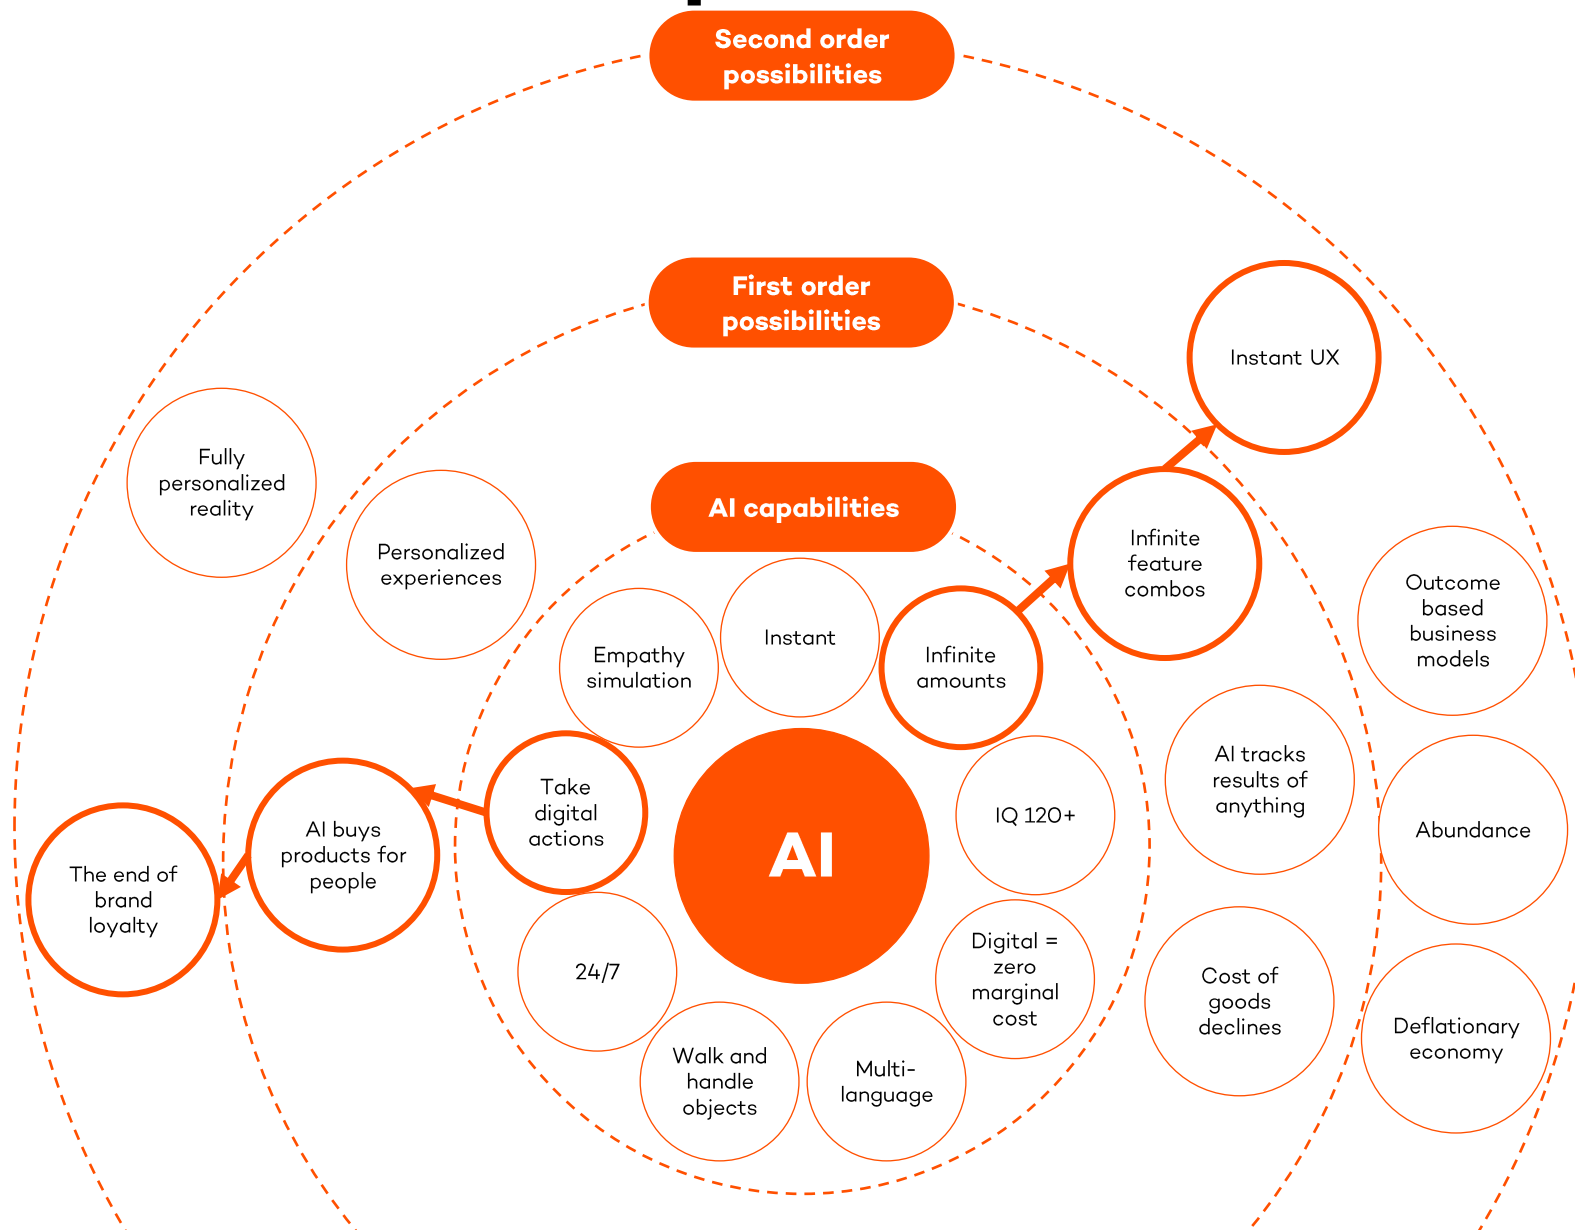 Second order
possibilities
First order
possibilities
Instant UX
Fully
personalized
reality
Personalized
experiences
AI capabilities
Infinite
feature
combos
Outcome
based
business
models
Empathy
simulation
Instant
Infinite
amounts
Take
digital
actions
AI
IQ 120+
AI tracks
results of
anything
Abundance
AI buys
products for
people
The end of
brand
loyalty
24/7
Digital =
zero
marginal
cost
Cost of
goods
declines
Deflationary
economy
Walk and
handle
objects
Multi-
language